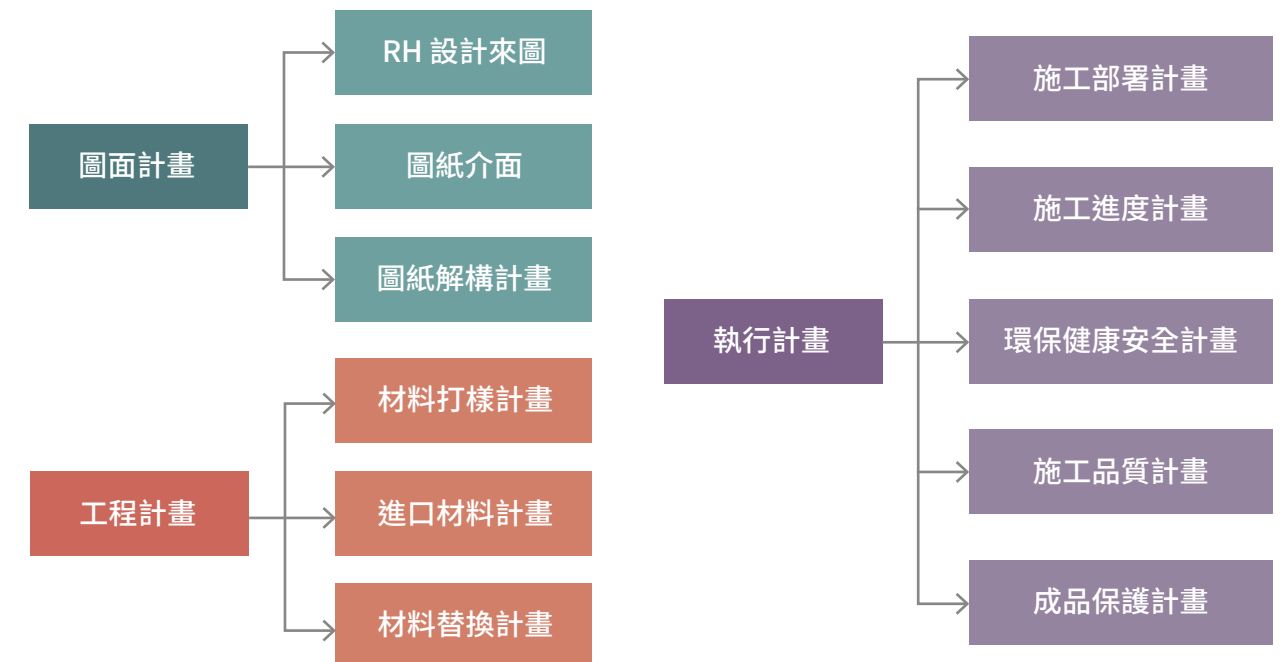 圖面計畫
RH 設計來圖
圖紙介面
圖紙解構計畫
工程計畫
材料打樣計畫
進口材料計畫
材料替換計畫
執行計畫
施工部署計畫
施工進度計畫
環保健康安全計畫
施工品質計畫
成品保護計畫